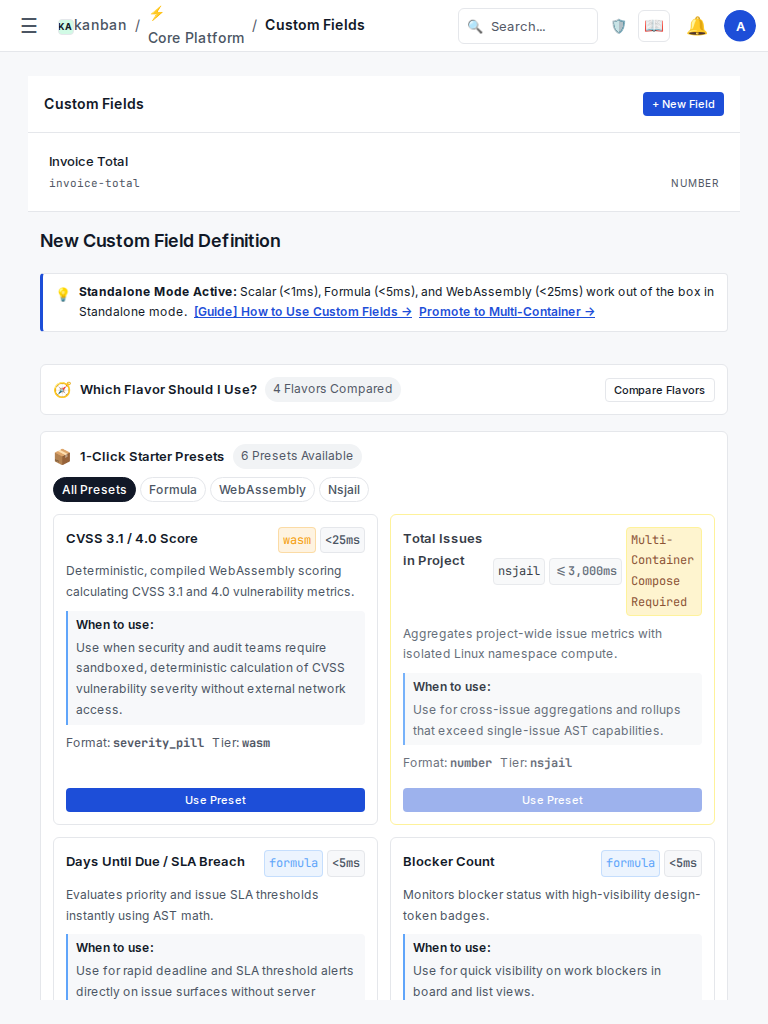 ☰ KA kanban / ⚡ Core Platform / Custom Fields 🔍 Search... 🛡️ 📖 🔔 A
Custom Fields + New Field
Invoice Total
invoice-total NUMBER
New Custom Field Definition
💡 Standalone Mode Active: Scalar (<1ms), Formula (<5ms), and WebAssembly (<25ms) work out of the box in
Standalone mode. [Guide] How to Use Custom Fields → Promote to Multi-Container →
🧭 Which Flavor Should I Use? 4 Flavors Compared Compare Flavors
📦 1-Click Starter Presets 6 Presets Available
All Presets Formula WebAssembly Nsjail
CVSS 3.1 / 4.0 Score wasm <25ms
Deterministic, compiled WebAssembly scoring
calculating CVSS 3.1 and 4.0 vulnerability metrics.
When to use:
Use when security and audit teams require
sandboxed, deterministic calculation of CVSS
vulnerability severity without external network
access.
Format: severity_pill Tier: wasm
Use Preset
Total Issues
in Project
nsjail ≤3,000ms
Multi-
Container
Compose
Required
Aggregates project-wide issue metrics with
isolated Linux namespace compute.
When to use:
Use for cross-issue aggregations and rollups
that exceed single-issue AST capabilities.
Format: number Tier: nsjail
Use Preset
Days Until Due / SLA Breach formula <5ms
Evaluates priority and issue SLA thresholds
instantly using AST math.
When to use:
Use for rapid deadline and SLA threshold alerts
directly on issue surfaces without server
Blocker Count formula <5ms
Monitors blocker status with high-visibility design-
token badges.
When to use:
Use for quick visibility on work blockers in
board and list views.